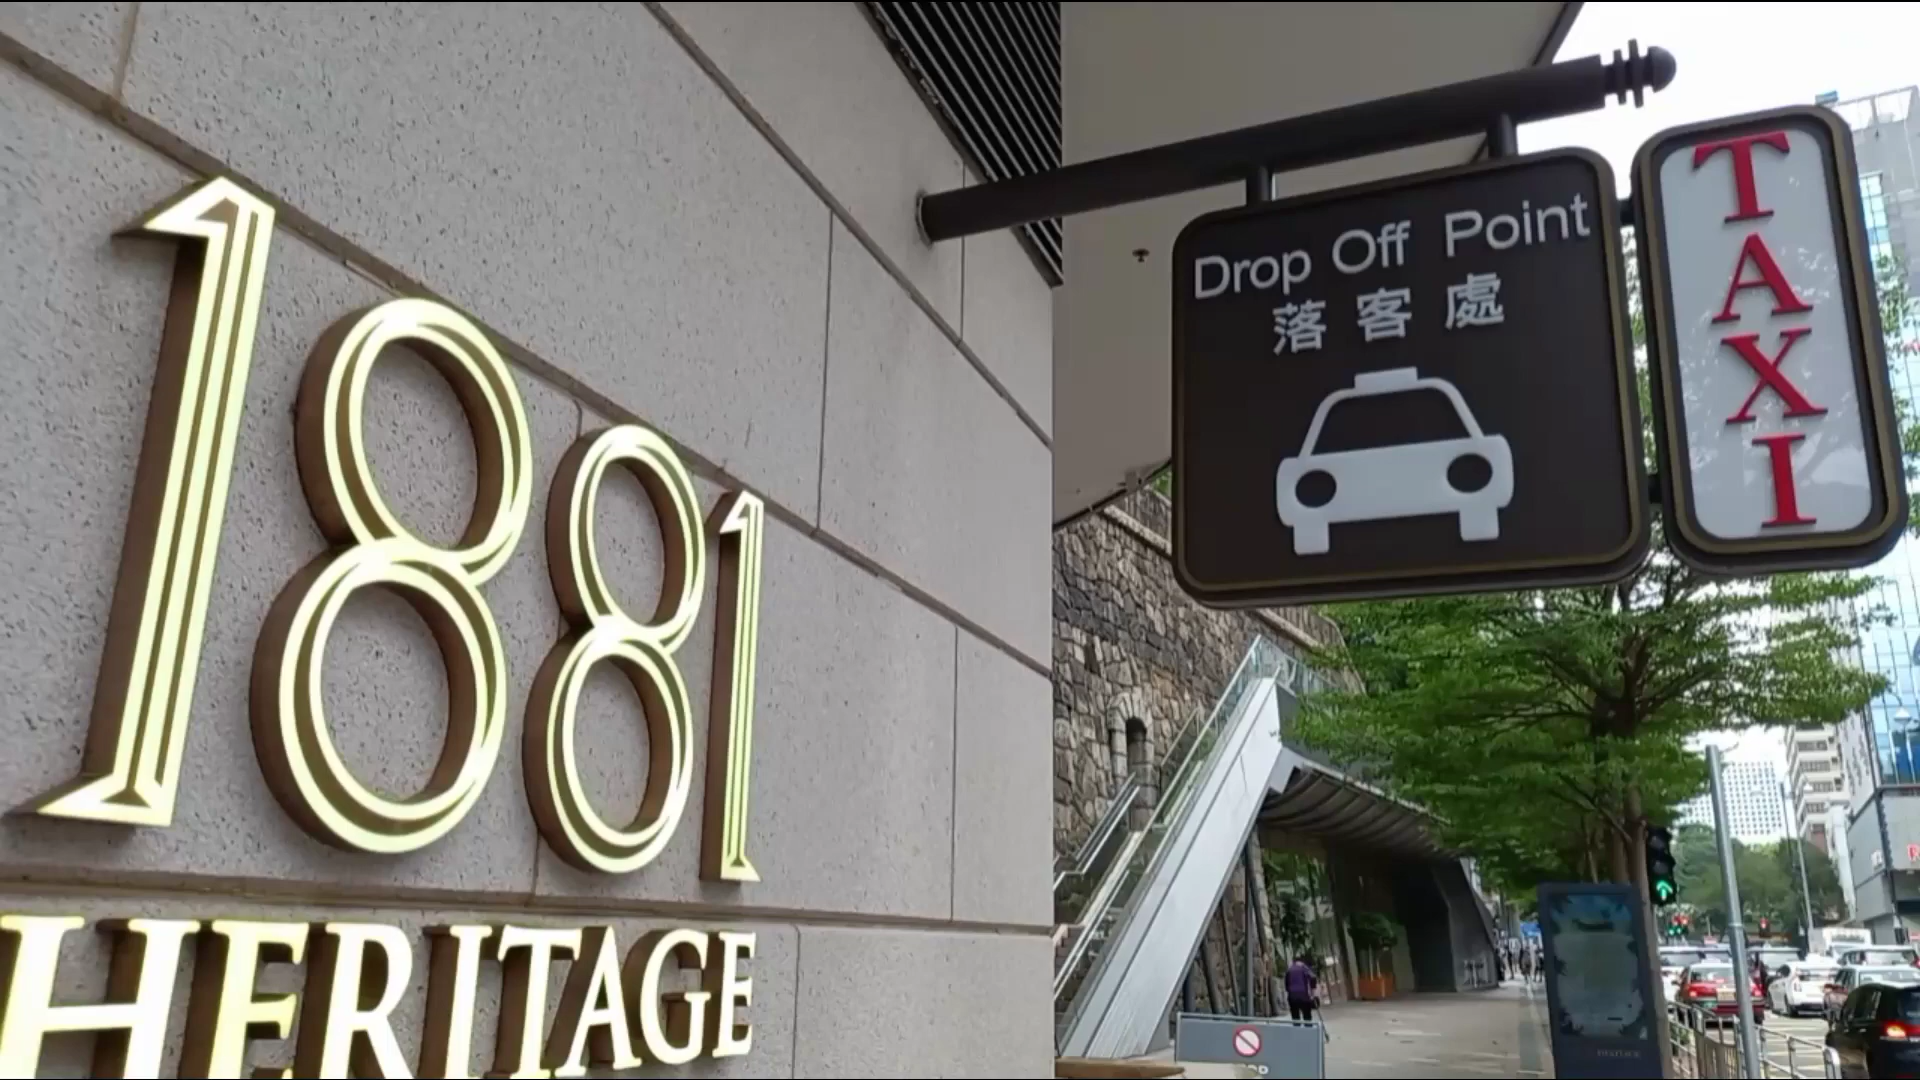 1881
HERITAGE
Drop Off Point
落客處
TAXI